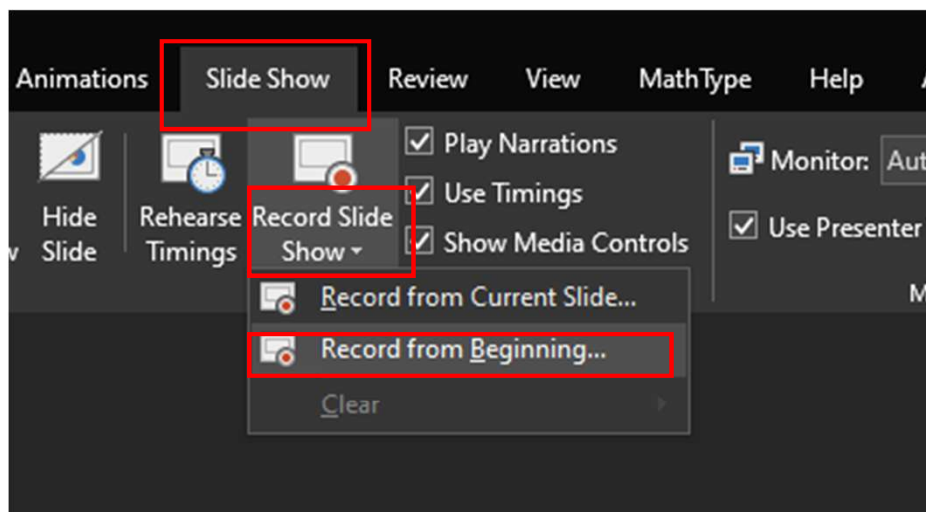 Animations Slide Show Review View MathType Help
Hide
Slide
Rehearse
Timings
Record Slide
Show
Play Narrations
Use Timings
Show Media Controls
Monitor: Aut
Use Presenter
M
Record from Current Slide...
Record from Beginning...
Clear